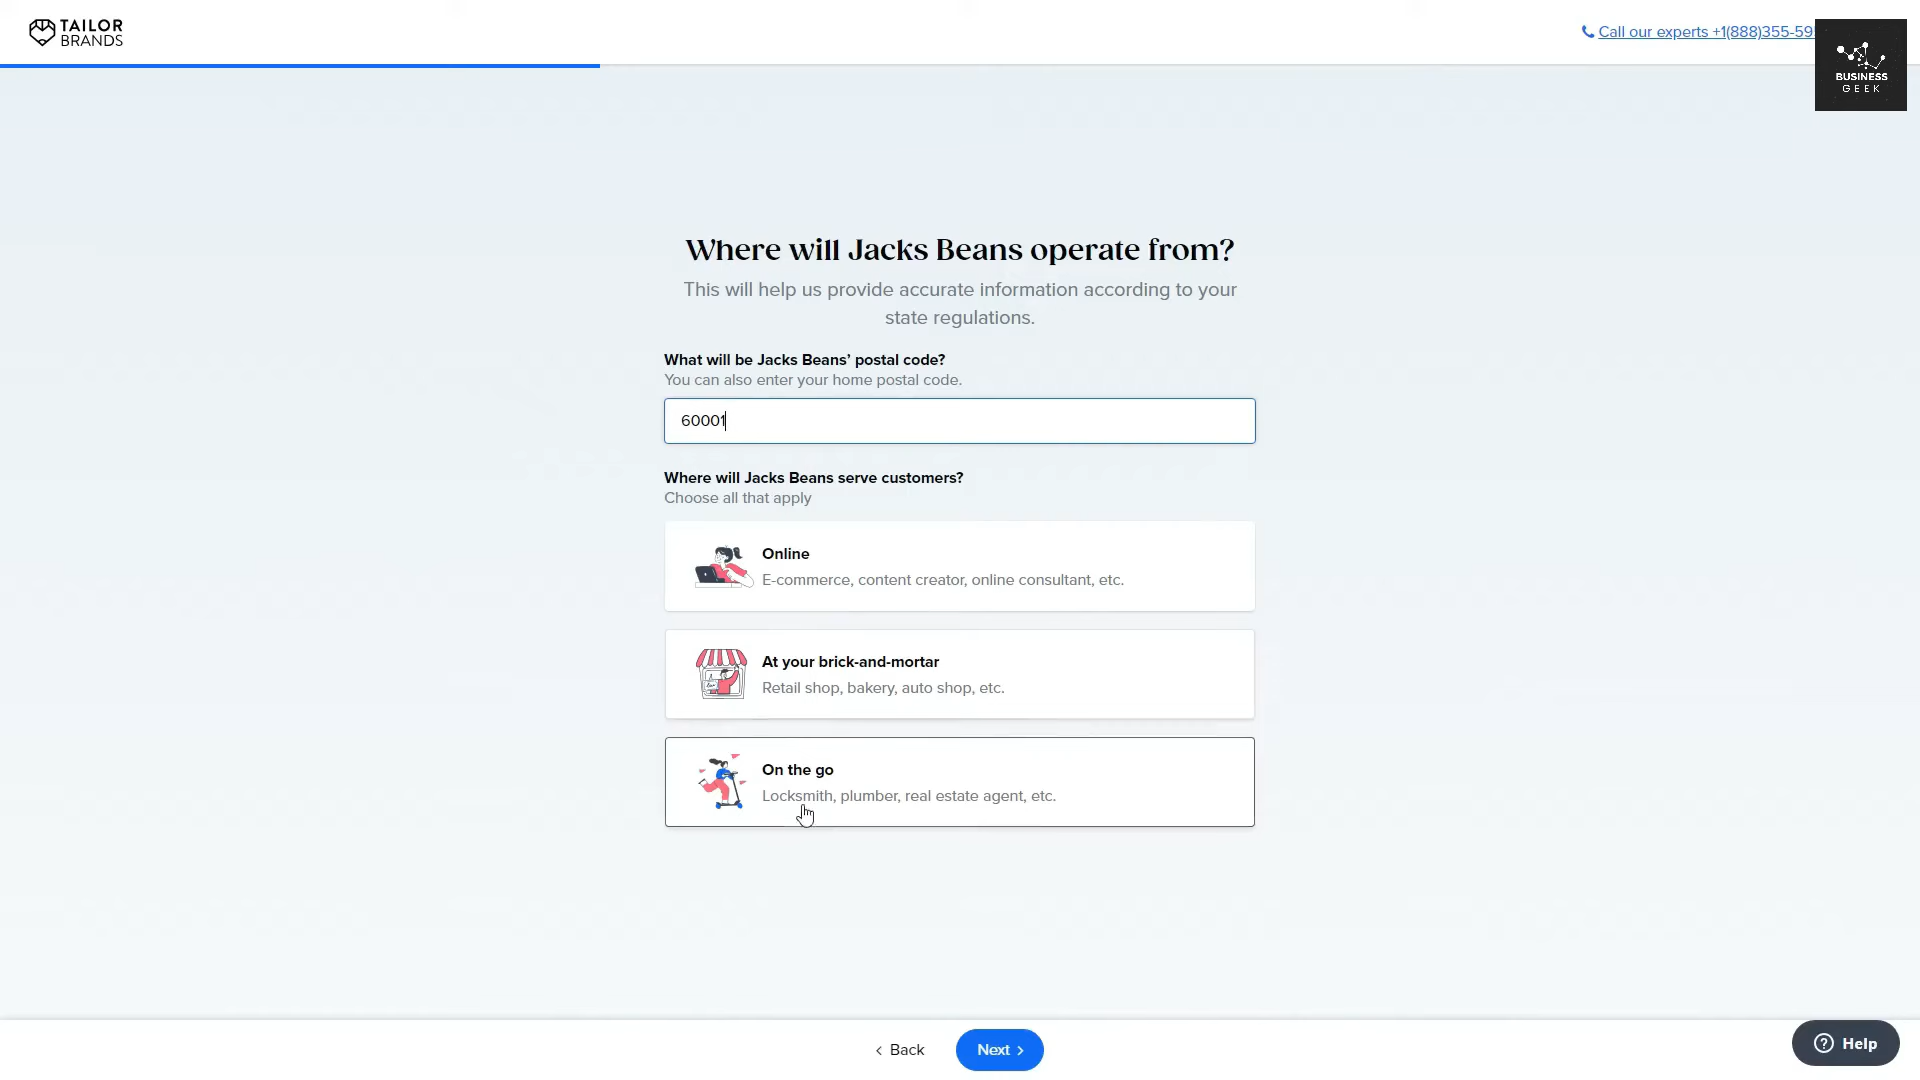 TAILOR
BRANDS
Call our experts +1(888)355-59
BUSINESS
GEEK
Where will Jacks Beans operate from?
This will help us provide accurate information according to your
state regulations.
What will be Jacks Beans’ postal code?
You can also enter your home postal code.
60001
Where will Jacks Beans serve customers?
Choose all that apply
Online
E-commerce, content creator, online consultant, etc.
At your brick-and-mortar
Retail shop, bakery, auto shop, etc.
On the go
Locksmith, plumber, real estate agent, etc.
Back
Next
Help